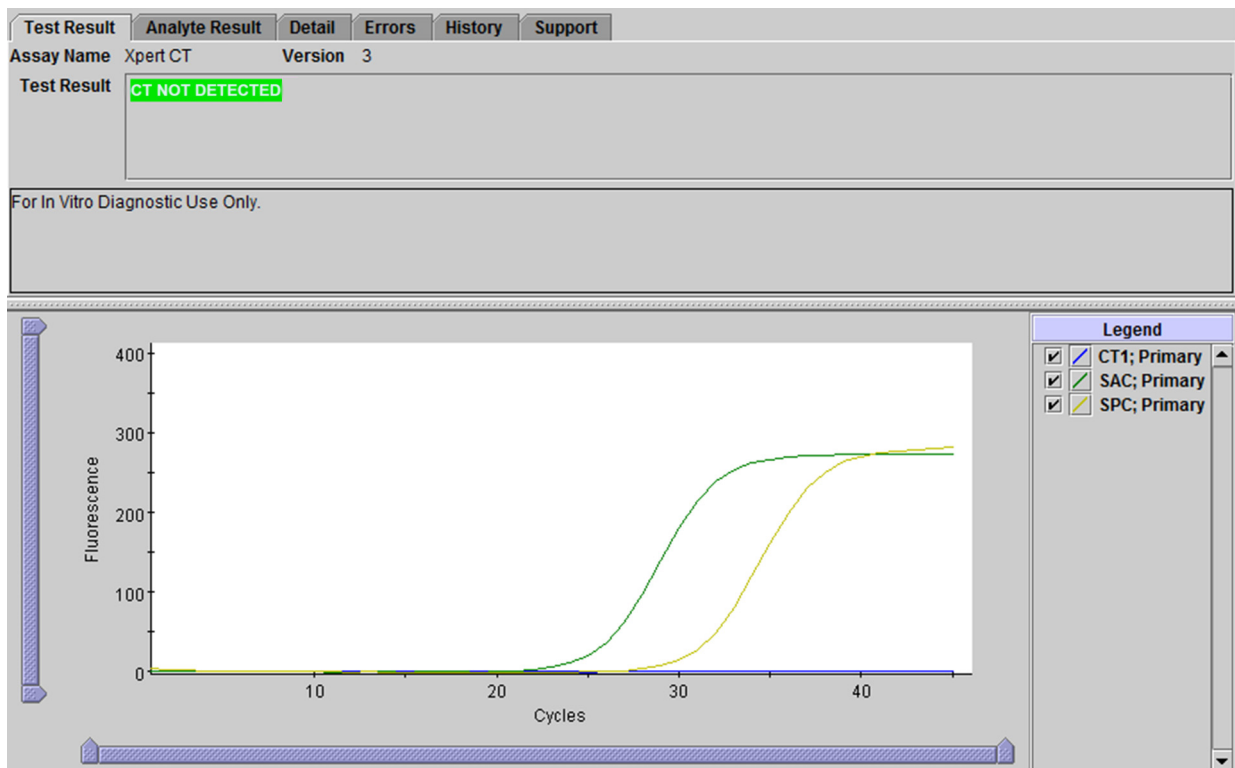 Test Result Analyte Result Detail Errors History Support
Assay Name Xpert CT Version 3
Test Result CT NOT DETECTED
For In Vitro Diagnostic Use Only.
400
300
200
100
0
Fluorescence
10 20 30 40
Cycles
Legend
CT1; Primary
SAC; Primary
SPC; Primary